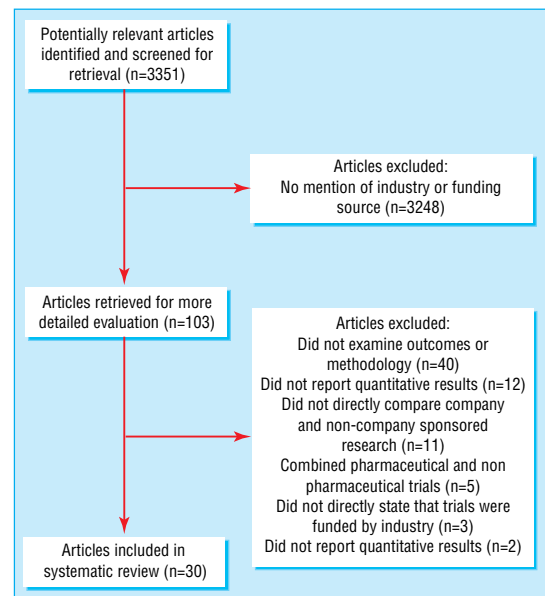 Potentially relevant articles
identified and screened for
retrieval (n=3351)
Articles excluded:
No mention of industry or funding
source (n=3248)
Articles retrieved for more
detailed evaluation (n=103)
Articles excluded:
Did not examine outcomes or
methodology (n=40)
Did not report quantitative results (n=12)
Did not directly compare company
and non-company sponsored
research (n=11)
Combined pharmaceutical and non
pharmaceutical trials (n=5)
Did not directly state that trials were
funded by industry (n=3)
Did not report quantitative results (n=2)
Articles included in
systematic review (n=30)